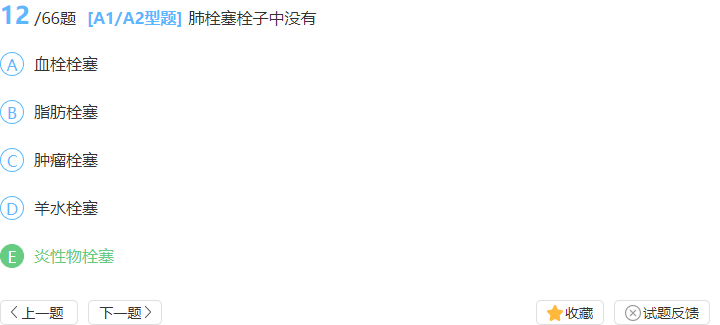 12 /66题 [A1/A2型题] 肺栓塞栓子中没有
A 血栓栓塞
B 脂肪栓塞
C 肿瘤栓塞
D 羊水栓塞
E 炎性物栓塞
上一题 下一题 收藏 试题反馈